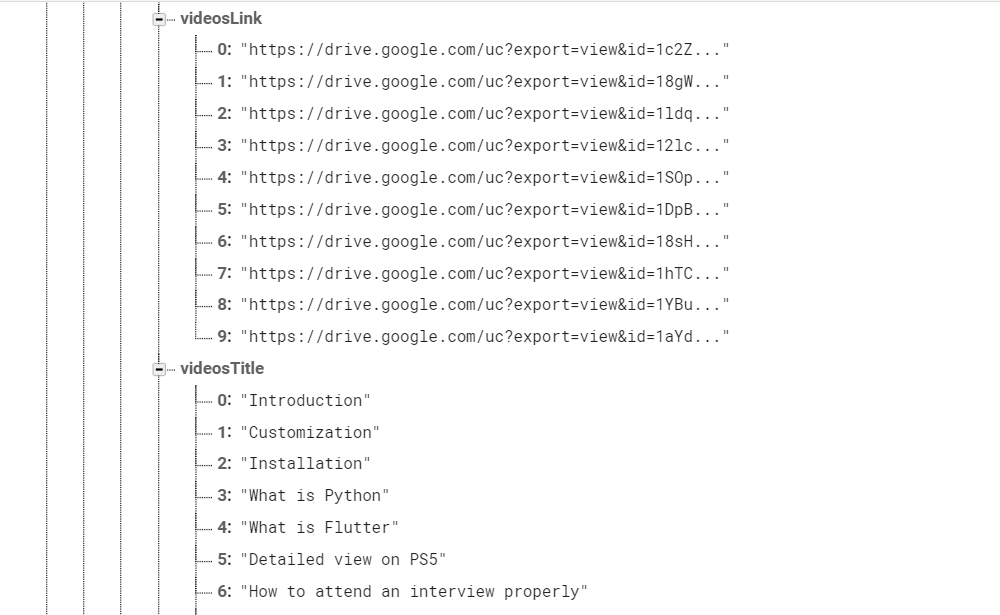 videosLink
0: "https://drive.google.com/uc?export=view&id=1c2Z..."
1: "https://drive.google.com/uc?export=view&id=18gW..."
2: "https://drive.google.com/uc?export=view&id=1ldq..."
3: "https://drive.google.com/uc?export=view&id=12lc..."
4: "https://drive.google.com/uc?export=view&id=1SOp..."
5: "https://drive.google.com/uc?export=view&id=1DpB..."
6: "https://drive.google.com/uc?export=view&id=18sH..."
7: "https://drive.google.com/uc?export=view&id=1hTC..."
8: "https://drive.google.com/uc?export=view&id=1YBu..."
9: "https://drive.google.com/uc?export=view&id=1aYd..."
videosTitle
0: "Introduction"
1: "Customization"
2: "Installation"
3: "What is Python"
4: "What is Flutter"
5: "Detailed view on PS5"
6: "How to attend an interview properly"